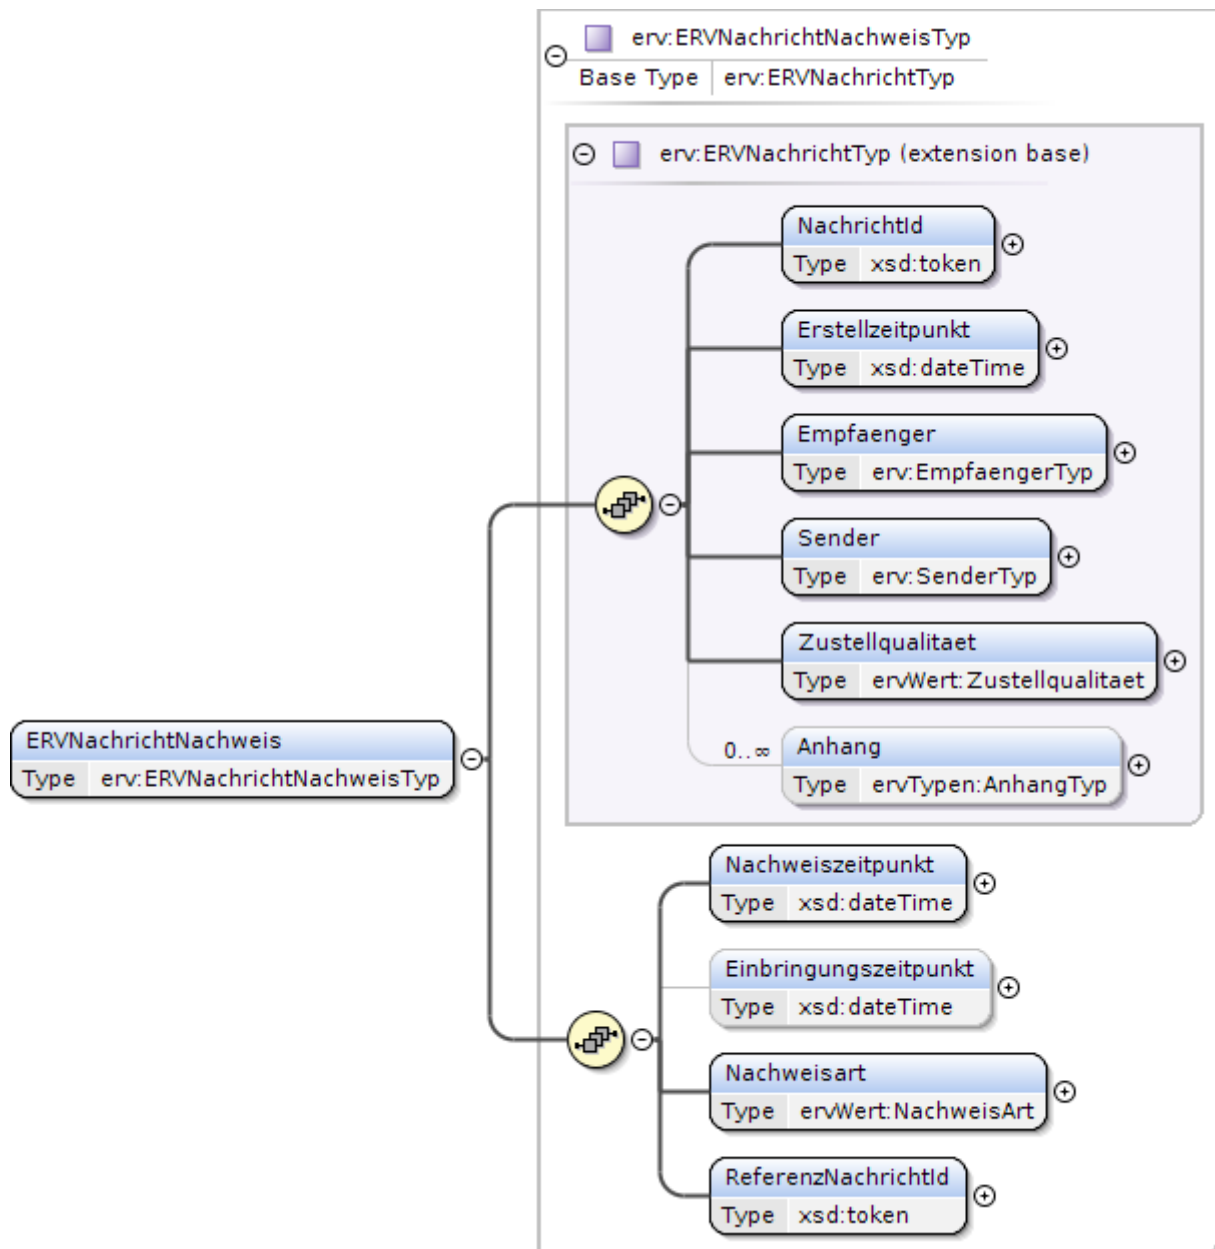 erv:ERVNachrichtNachweisTyp
Base Type erv:ERVNachrichtTyp
erv:ERVNachrichtTyp (extension base)
NachrichtId
Type xsd:token
Erstellzeitpunkt
Type xsd:dateTime
Empfaenger
Type erv:EmpfaengerTyp
Sender
Type erv:SenderTyp
Zustellqualitaet
Type ervWert:Zustellqualitaet
0..∞
Anhang
Type ervTypen:AnhangTyp
ERVNachrichtNachweis
Type erv:ERVNachrichtNachweisTyp
Nachweiszeitpunkt
Type xsd:dateTime
Einbringungszeitpunkt
Type xsd:dateTime
Nachweisart
Type ervWert:NachweisArt
ReferenzNachrichtId
Type xsd:token